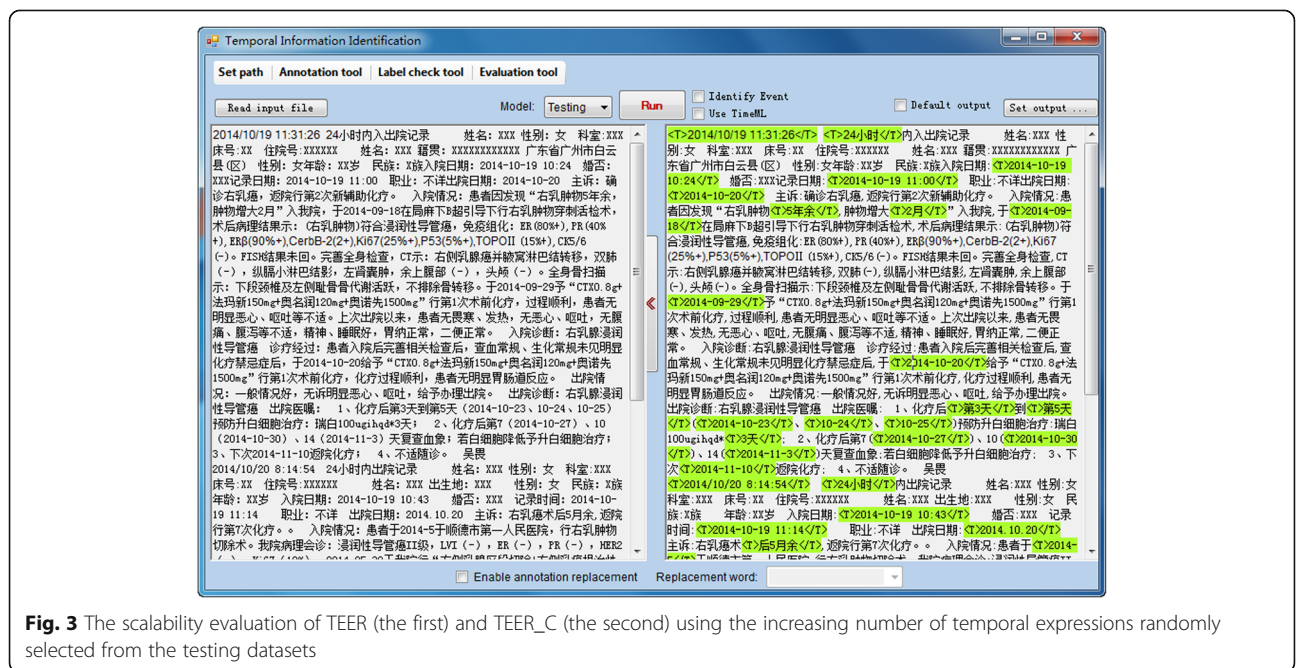 Temporal Information Identification
Set path
Annotation tool
Label check tool
Evaluation tool
Read input file
Model:
Testing
Run
Identify Event
Use TimeML
Default output
Set output ...
2014/10/19 11:31:26 24小时内入出院记录 姓名: XXX 性别: 女 科室:XXX
床号:XX 住院号:XXXXXX 姓名: XXX 籍贯:XXXXXXXXXXXX 广东省广州市白云
县(区) 性别:女年龄: XX岁 民族: X族入院日期: 2014-10-19 10:24 婚否:
XXX记录日期: 2014-10-19 11:00 职业: 不详出院日期: 2014-10-20 主诉: 确
诊右乳癌, 返院行第2次新辅助化疗。 入院情况: 患者因发现“右乳肿物5年余,
肿物增大2月”入我院, 于2014-09-18在局麻下B超引导下行右乳肿物穿刺活检术,
术后病理结果示: (右乳肿物)符合浸润性导管癌, 免疫组化: ER(80%+), PR(40%
+), ERβ(90%+),CerbB-2(2+),Ki67(25%+),P53(5%+),TOPOII (15%+), CK5/6
(-)。FISH结果未回。完善全身检查, CT示: 右侧乳腺癌并腋窝淋巴结转移, 双肺
(-), 纵膈小淋巴结影, 左肾囊肿, 余上腹部 (-), 头颅 (-)。全身骨扫描
示: 下段颈椎及左侧耻骨骨代谢活跃, 不排除骨转移。于2014-09-29予“CTX0.8g+
法玛新150mg+奥名润120mg+奥诺先1500mg”行第1次术前化疗, 过程顺利, 患者无
明显恶心、呕吐等不适。上次出院以来, 患者无畏寒、发热, 无恶心、呕吐, 无腹
痛、腹泻等不适, 精神、睡眠好, 胃纳正常, 二便正常。 入院诊断: 右乳腺浸润
性导管癌 诊疗经过: 患者入院后完善相关检查后, 查血常规、生化常规未见明显
化疗禁忌症后, 于2014-10-20给予“CTX0.8g+法玛新150mg+奥名润120mg+奥诺先
1500mg”行第1次术前化疗, 化疗过程顺利, 患者无明显胃肠道反应。 出院情
况: 一般情况好, 无诉明显恶心、呕吐, 给予办理出院。 出院诊断: 右乳腺浸润
性导管癌 出院医嘱: 1、化疗后第3天到第5天 (2014-10-23、10-24、10-25)
预防升白细胞治疗: 瑞白100ugihqd*3天; 2、化疗后第7 (2014-10-27) 、10
(2014-10-30) 、14 (2014-11-3) 天复查血象; 若白细胞降低予升白细胞治疗;
3、下次2014-11-10返院化疗; 4、不适随诊。 吴畏
2014/10/20 8:14:54 24小时内出院记录 姓名: XXX 性别: 女 科室:XXX
床号:XX 住院号:XXXXXX 姓名: XXX 出生地: XXX 性别: 女 民族: X族
年龄: XX岁 入院日期: 2014-10-19 10:43 婚否: XXX 记录时间: 2014-10-
19 11:14 职业: 不详 出院日期: 2014.10.20 主诉: 右乳癌术后5月余, 返院
行第7次化疗。。 入院情况: 患者于2014-5于顺德市第一人民医院, 行右乳肿物
切除术。我院病理会诊: 浸润性导管癌II级, LVI (-) , ER (-) , PR (-) , HER2
<T>2014/10/19 11:31:26</T> <T>24小时</T>内入出院记录 姓名: XXX 性
别:女 科室:XXX 床号:XX 住院号:XXXXXX 姓名:XXX 籍贯:XXXXXXXXXXXX 广
东省广州市白云县(区) 性别:女年龄:XX岁 民族:X族入院日期:<T>2014-10-19
10:24</T> 婚否:XXX记录日期:<T>2014-10-19 11:00</T> 职业:不详出院日期:
<T>2014-10-20</T> 主诉:确诊右乳癌, 返院行第2次新辅助化疗。 入院情况:患
者因发现“右乳肿物<T>5年余</T>, 肿物增大<T>2月</T>”入我院, 于<T>2014-09-
18</T>在局麻下B超引导下行右乳肿物穿刺活检术, 术后病理结果示: (右乳肿物)符
合浸润性导管癌, 免疫组化:ER(80%+), PR(40%+), ERβ(90%+),CerbB-2(2+),Ki67
(25%+),P53(5%+),TOPOII (15%+), CK5/6 (-)。FISH结果未回。完善全身检查, CT
示:右侧乳腺癌并腋窝淋巴结转移, 双肺(-), 纵膈小淋巴结影, 左肾囊肿, 余上腹部
(-), 头颅(-)。全身骨扫描示:下段颈椎及左侧耻骨骨代谢活跃, 不排除骨转移。于
<T>2014-09-29</T>予“CTX0.8g+法玛新150mg+奥名润120mg+奥诺先1500mg”行第1
次术前化疗, 过程顺利, 患者无明显恶心、呕吐等不适。上次出院以来, 患者无畏
寒、发热, 无恶心、呕吐, 无腹痛、腹泻等不适, 精神、睡眠好, 胃纳正常, 二便正
常。 入院诊断:右乳腺浸润性导管癌 诊疗经过:患者入院后完善相关检查后, 查
血常规、生化常规未见明显化疗禁忌症后, 于<T>2014-10-20</T>给予“CTX0.8g+法
玛新150mg+奥名润120mg+奥诺先1500mg”行第1次术前化疗, 化疗过程顺利, 患者无
明显胃肠道反应。 出院情况:一般情况好, 无诉明显恶心、呕吐, 给予办理出院。
出院诊断:右乳腺浸润性导管癌 出院医嘱: 1、化疗后<T>第3天</T>到<T>第5天
</T>(<T>2014-10-23</T>、<T>10-24</T>、<T>10-25</T>)预防升白细胞治疗:瑞白
100ugihqd*<T>3天</T>; 2、化疗后第7(<T>2014-10-27</T>)、10(<T>2014-10-30
</T>)、14(<T>2014-11-3</T>)天复查血象;若白细胞降低予升白细胞治疗; 3、下
次<T>2014-11-10</T>返院化疗; 4、不适随诊。 吴畏
<T>2014/10/20 8:14:54</T> <T>24小时</T>内出院记录 姓名:XXX 性别:女
科室:XXX 床号:XX 住院号:XXXXXX 姓名:XXX 出生地:XXX 性别:女 民
族:X族 年龄:XX岁 入院日期:<T>2014-10-19 10:43</T> 婚否:XXX 记录
时间:<T>2014-10-19 11:14</T> 职业:不详 出院日期:<T>2014.10.20</T>
主诉:右乳癌术<T>后5月余</T>, 返院行第7次化疗。。 入院情况:患者于<T>2014-
Enable annotation replacement
Replacement word:
Fig. 3 The scalability evaluation of TEER (the first) and TEER_C (the second) using the increasing number of temporal expressions randomly
selected from the testing datasets